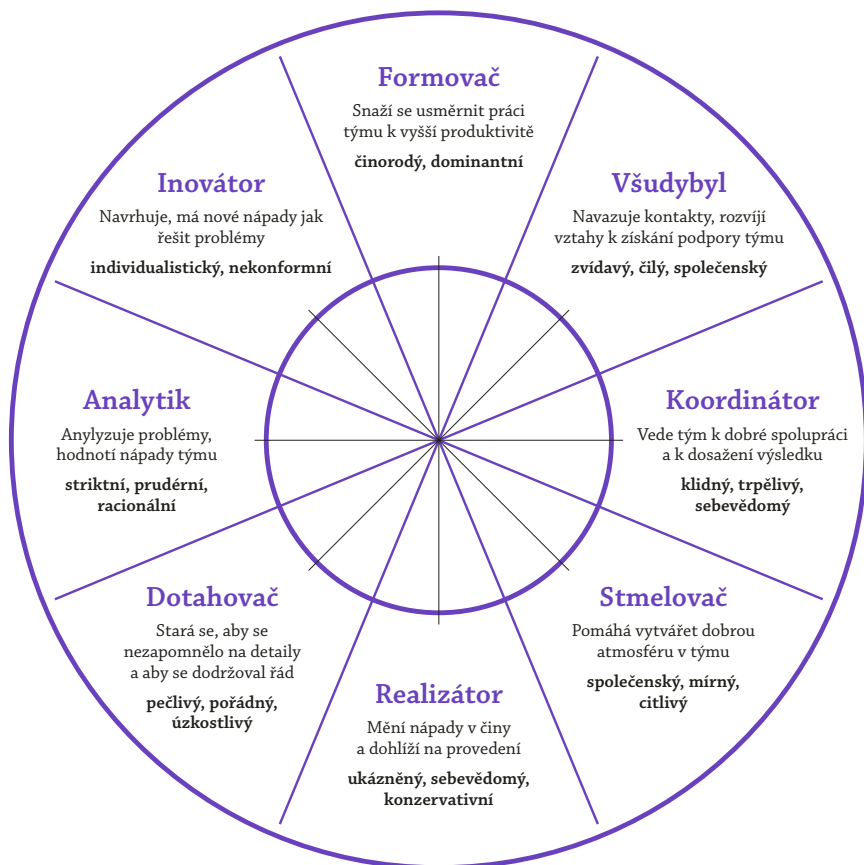 Formovač
Snaží se usměrnit práci
týmu k vyšší produktivitě
činorodý, dominantní
Všudybyl
Navazuje kontakty, rozvíjí
vztahy k získání podpory týmu
zvídavý, čilý, společenský
Koordinátor
Vede tým k dobré spolupráci
a k dosažení výsledku
klidný, trpělivý,
sebevědomý
Stmelovač
Pomáhá vytvářet dobrou
atmosféru v týmu
společenský, mírný,
citlivý
Realizátor
Mění nápady v činy
a dohlíží na provedení
ukázněný, sebevědomý,
konzervativní
Dotahovač
Stará se, aby se
nezapomnělo na detaily
a aby se dodržoval řád
pečlivý, pořádný,
úzkostlivý
Analytik
Anylyzuje problémy,
hodnotí nápady týmu
striktní, prudérní,
racionální
Inovátor
Navrhuje, má nové nápady jak
řešit problémy
individualistický, nekonformní